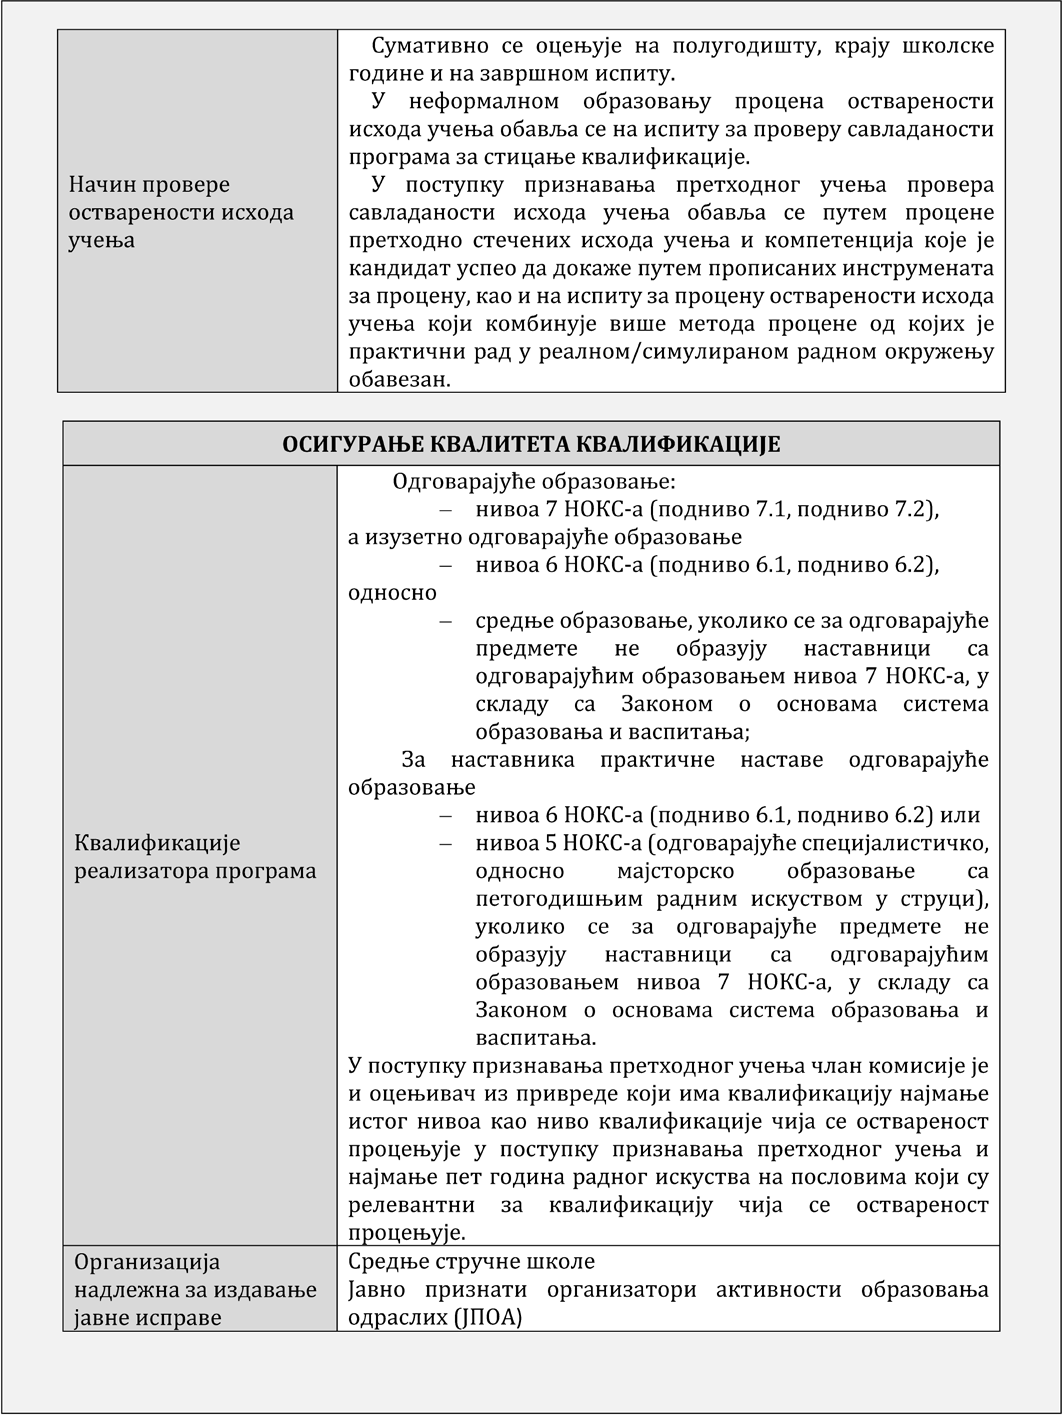 Сумативно се оцењује на полугодишту, крају школске
године и на завршном испиту.
У неформалном образовању процена остварености
исхода учења обавља се на испиту за проверу савладаности
програма за стицање квалификације.
Начин провере
остварености исхода
учења
У поступку признавања претходног учења провера
савладаности исхода учења обавља се путем процене
претходно стечених исхода учења и компетенција које је
кандидат успео да докаже путем прописаних инструмената
за процену, као и на испиту за процену остварености исхода
учења који комбинује више метода процене од којих је
практични рад у реалном/симулираном радном окружењу
обавезан.
ОСИГУРАЊЕ КВАЛИТЕТА КВАЛИФИКАЦИЈЕ
Квалификације
реализатора програма
Одговарајуће образовање:
– нивоа 7 НОКС-а (подниво 7.1, подниво 7.2),
а изузетно одговарајуће образовање
– нивоа 6 НОКС-а (подниво 6.1, подниво 6.2),
односно
– средње образовање, уколико се за одговарајуће
предмете не образују наставници са
одговарајућим образовањем нивоа 7 НОКС-а, у
складу са Законом о основама система
образовања и васпитања;
За наставника практичне наставе одговарајуће
образовање
– нивоа 6 НОКС-а (подниво 6.1, подниво 6.2) или
– нивоа 5 НОКС-а (одговарајуће специјалистичко,
односно мајсторско образовање са
петогодишњим радним искуством у струци),
уколико се за одговарајуће предмете не
образују наставници са одговарајућим
образовањем нивоа 7 НОКС-а, у складу са
Законом о основама система образовања и
васпитања.
У поступку признавања претходног учења члан комисије је
и оцењивач из привреде који има квалификацију најмање
истог нивоа као ниво квалификације чија се оствареност
процењује у поступку признавања претходног учења и
најмање пет година радног искуства на пословима који су
релевантни за квалификацију чија се оствареност
процењује.
Организација
надлежна за издавање
јавне исправе
Средње стручне школе
Јавно признати организатори активности образовања
одраслих (ЈПОА)